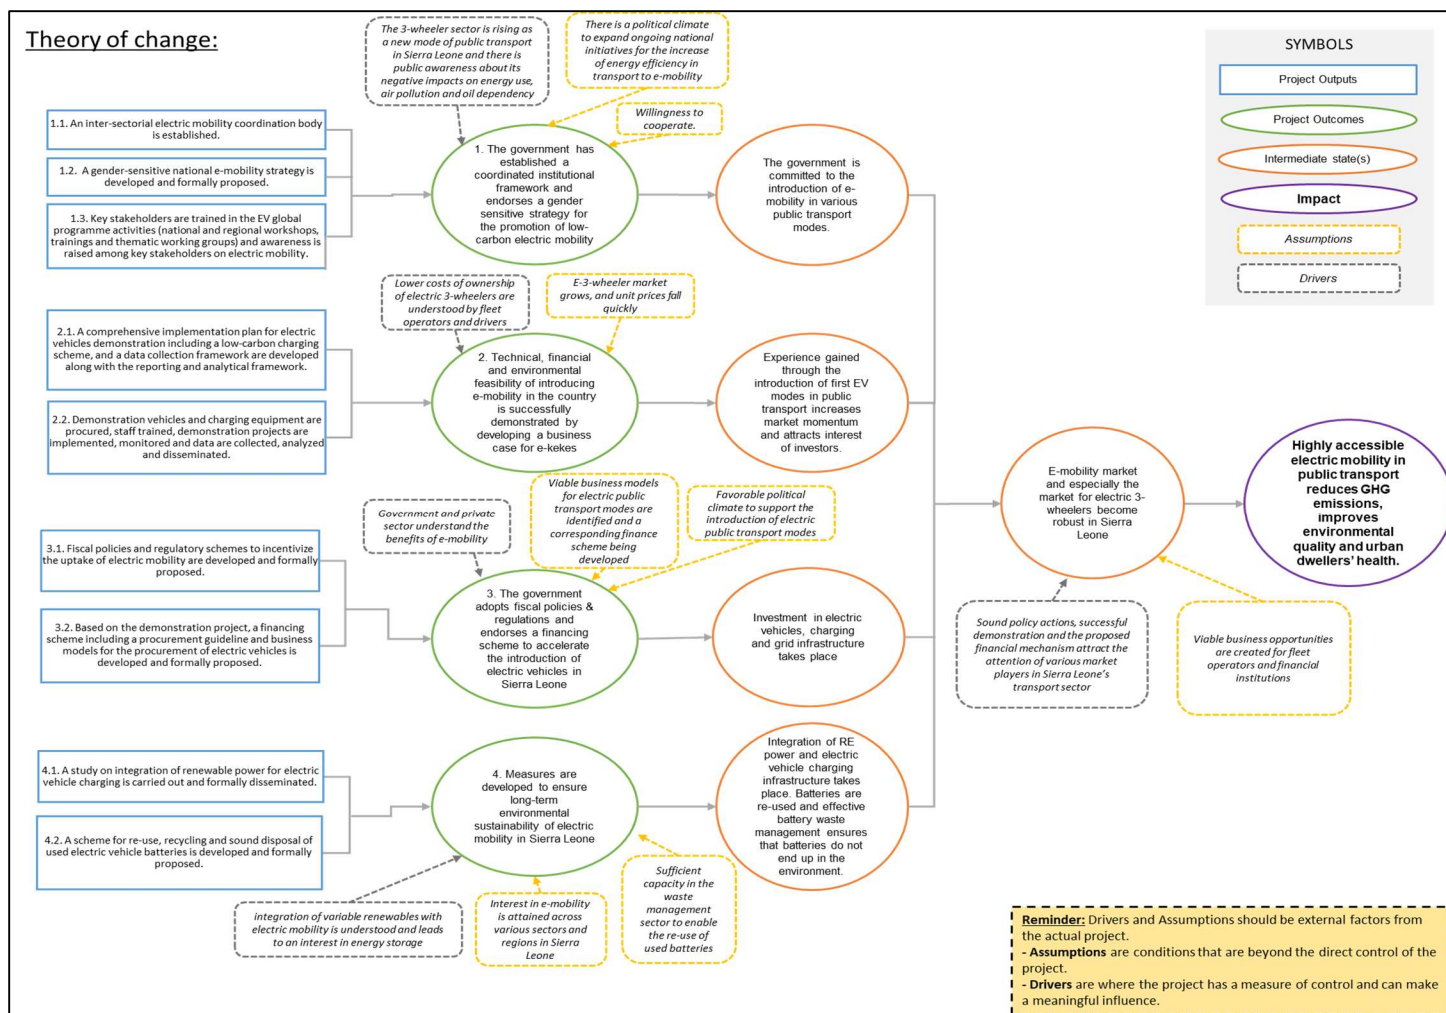 Theory of change:
The 3-wheeler sector is rising as
a new mode of public transport
in Sierra Leone and there is
public awareness about its
negative impacts on energy use,
air pollution and oil dependency
There is a political climate
to expand ongoing national
initiatives for the increase
of energy efficiency in
transport to e-mobility
Willingness to
cooperate.
SYMBOLS
Project Outputs
Project Outcomes
Intermediate state(s)
Impact
Assumptions
Drivers
1.1. An inter-sectorial electric mobility coordination body
is established.
1.2. A gender-sensitive national e-mobility strategy is
developed and formally proposed.
1.3. Key stakeholders are trained in the EV global
programme activities (national and regional workshops,
trainings and thematic working groups) and awareness is
raised among key stakeholders on electric mobility.
1. The government has
established a
coordinated institutional
framework and
endorses a gender
sensitive strategy for
the promotion of low-
carbon electric mobility
The government is
committed to the
introduction of e-
mobility in various
public transport
modes.
Lower costs of ownership
of electric 3-wheelers are
understood by fleet
operators and drivers
E-3-wheeler market
grows, and unit prices fall
quickly
2.1. A comprehensive implementation plan for electric
vehicles demonstration including a low-carbon charging
scheme, and a data collection framework are developed
along with the reporting and analytical framework.
2.2. Demonstration vehicles and charging equipment are
procured, staff trained, demonstration projects are
implemented, monitored and data are collected, analyzed
and disseminated.
2. Technical, financial
and environmental
feasibility of introducing
e-mobility in the country
is successfully
demonstrated by
developing a business
case for e-kekes
Experience gained
through the
introduction of first EV
modes in public
transport increases
market momentum
and attracts interest
of investors.
Government and private
sector understand the
benefits of e-mobility
Viable business models
for electric public
transport modes are
identified and a
corresponding finance
scheme being
developed
Favorable political
climate to support the
introduction of electric
public transport modes
3.1. Fiscal policies and regulatory schemes to incentivize
the uptake of electric mobility are developed and formally
proposed.
3.2. Based on the demonstration project, a financing
scheme including a procurement guideline and business
models for the procurement of electric vehicles is
developed and formally proposed.
3. The government
adopts fiscal policies &
regulations and
endorses a financing
scheme to accelerate
the introduction of
electric vehicles in
Sierra Leone
Investment in electric
vehicles, charging
and grid infrastructure
takes place
4.1. A study on integration of renewable power for electric
vehicle charging is carried out and formally disseminated.
4.2. A scheme for re-use, recycling and sound disposal of
used electric vehicle batteries is developed and formally
proposed.
4. Measures are
developed to ensure
long-term
environmental
sustainability of electric
mobility in Sierra Leone
Integration of RE
power and electric
vehicle charging
infrastructure takes
place. Batteries are
re-used and effective
battery waste
management ensures
that batteries do not
end up in the
environment.
integration of variable renewables with
electric mobility is understood and leads
to an interest in energy storage
Interest in e-mobility
is attained across
various sectors and
regions in Sierra
Leone
Sufficient
capacity in the
waste
management
sector to enable
the re-use of
used batteries
E-mobility market
and especially the
market for electric 3-
wheelers become
robust in Sierra
Leone
Highly accessible
electric mobility in
public transport
reduces GHG
emissions,
improves
environmental
quality and urban
dwellers' health.
Sound policy actions, successful
demonstration and the proposed
financial mechanism attract the
attention of various market
players in Sierra Leone's
transport sector
Viable business opportunities
are created for fleet
operators and financial
institutions
Reminder: Drivers and Assumptions should be external factors from
the actual project.
- Assumptions are conditions that are beyond the direct control of the
project.
- Drivers are where the project has a measure of control and can make
a meaningful influence.